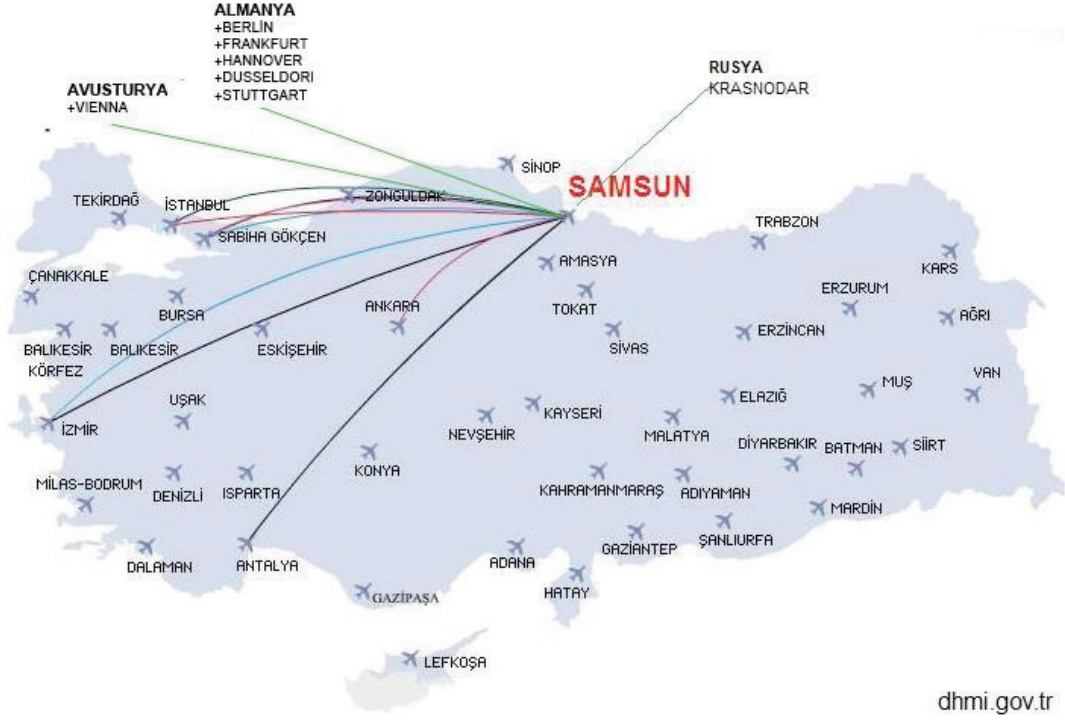 ALMANYA
+BERLİN
+FRANKFURT
+HANNOVER
+DUSSELDORI
+STUTTGART
AVUSTURYA
+VIENNA
RUSYA
KRASNODAR
SİNOP
SAMSUN
ZONGULDAK
TEKİRDAĞ
İSTANBUL
SABİHA GÖKÇEN
TRABZON
KARS
AMASYA
ÇANAKKALE
BURSA
ANKARA
TOKAT
ERZURUM
AĞRI
BALIKESİR
KÖRFEZ
BALIKESİR
ESKİŞEHİR
SİVAS
ERZİNCAN
VAN
MUŞ
UŞAK
ELAZIĞ
İZMİR
NEVŞEHİR
KAYSERİ
MALATYA
DİYARBAKIR
BATMAN
SİİRT
KONYA
MİLAS-BODRUM
DENİZLİ
ISPARTA
KAHRAMANMARAŞ
ADIYAMAN
MARDİN
DALAMAN
ANTALYA
ADANA
GAZİANTEP
ŞANLIURFA
GAZİPAŞA
HATAY
LEFKOŞA
dhmi.gov.tr